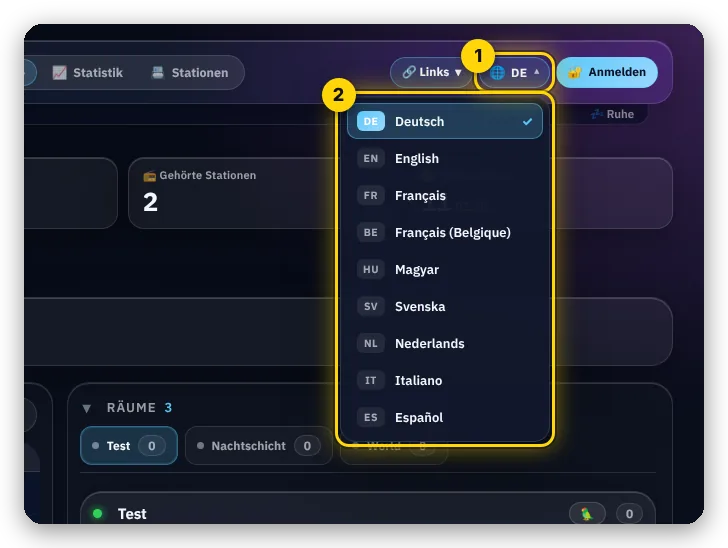 Statistik
Stationen
Links ▼
1
DE ▲
Anmelden
2
Ruhe
DE Deutsch ✓
EN English
FR Français
BE Français (Belgique)
HU Magyar
SV Svenska
NL Nederlands
IT Italiano
ES Español
Gehörte Stationen
2
▼ RÄUME 3
Test 0
Nachtschicht 0
World 0
Test
0